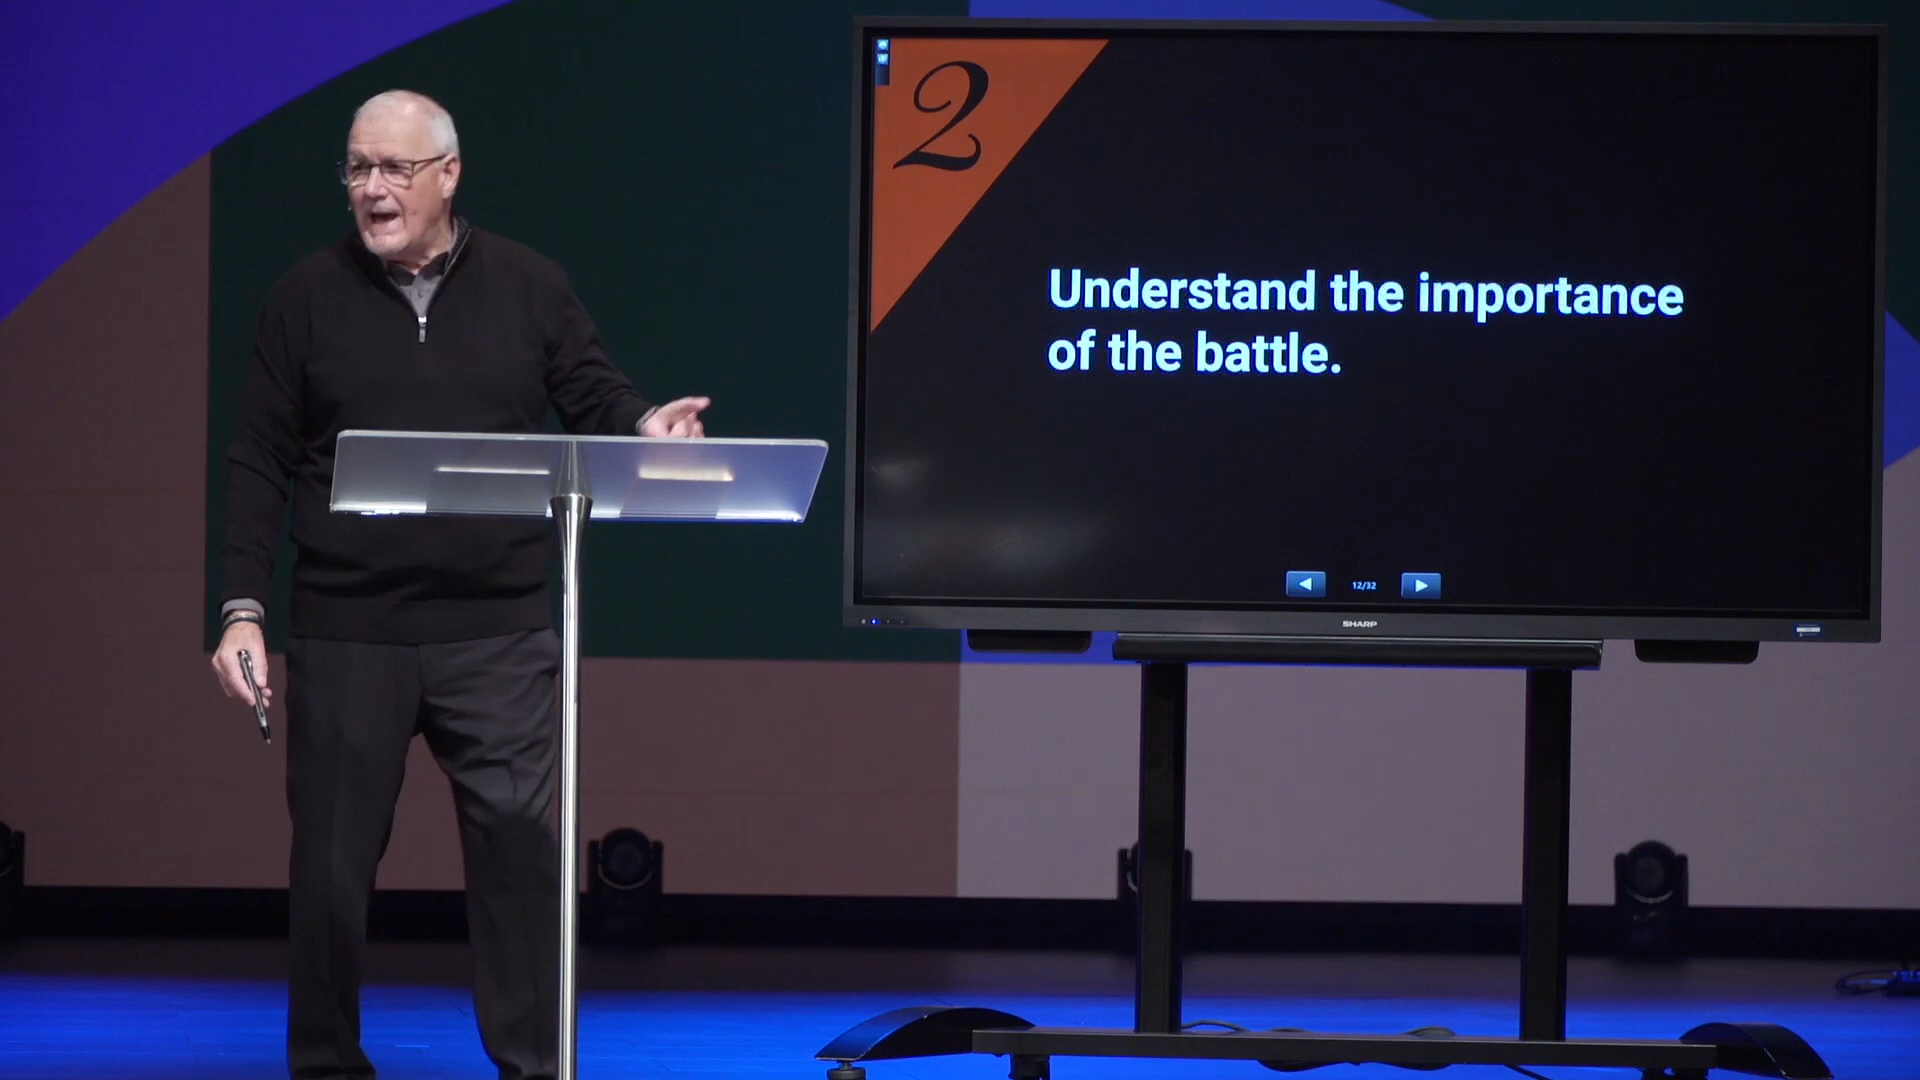 2
Understand the importance
of the battle.
12/32
SHARP